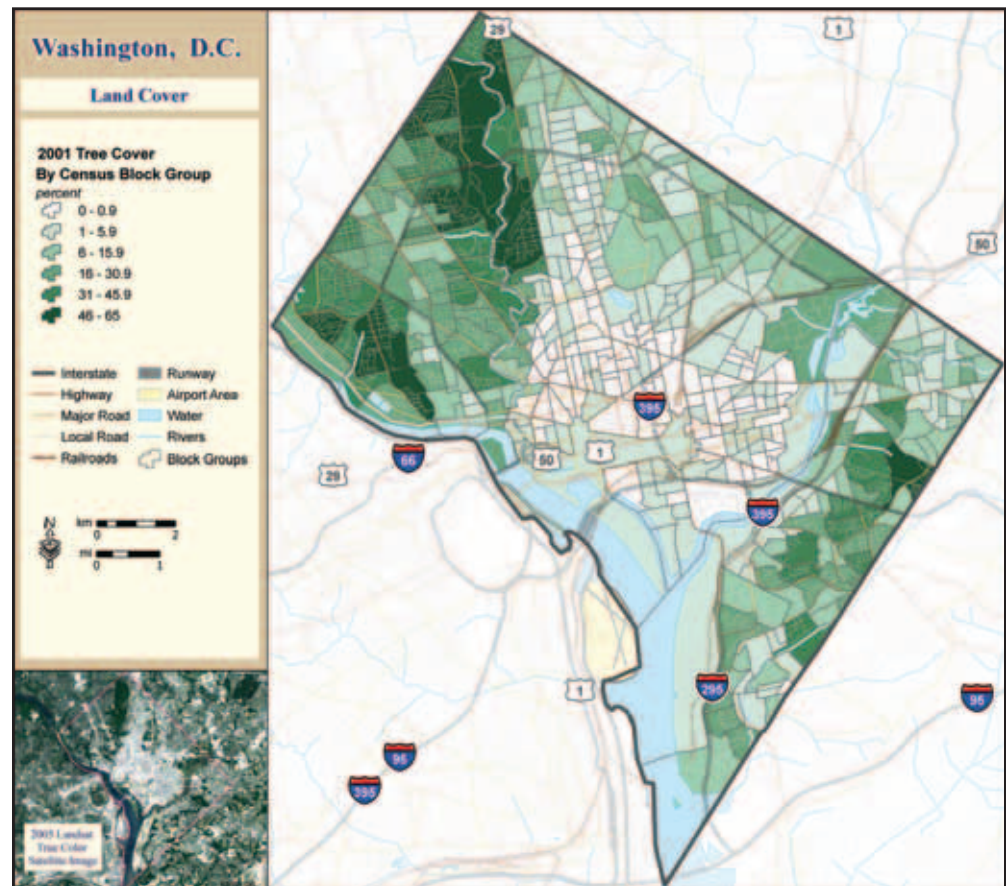 Washington, D.C.
Land Cover
2001 Tree Cover
By Census Block Group
percent
0 - 0.9
1 - 5.9
6 - 15.9
16 - 30.9
31 - 45.9
46 - 65
Interstate
Highway
Major Road
Local Road
Railroads
Runway
Airport Area
Water
Rivers
Block Groups
N
km
0 2
mi
0 1
2005 Landsat
Tree Color
Satellite Image
29
1
50
395
66
29
50
1
395
1
295
95
95
395